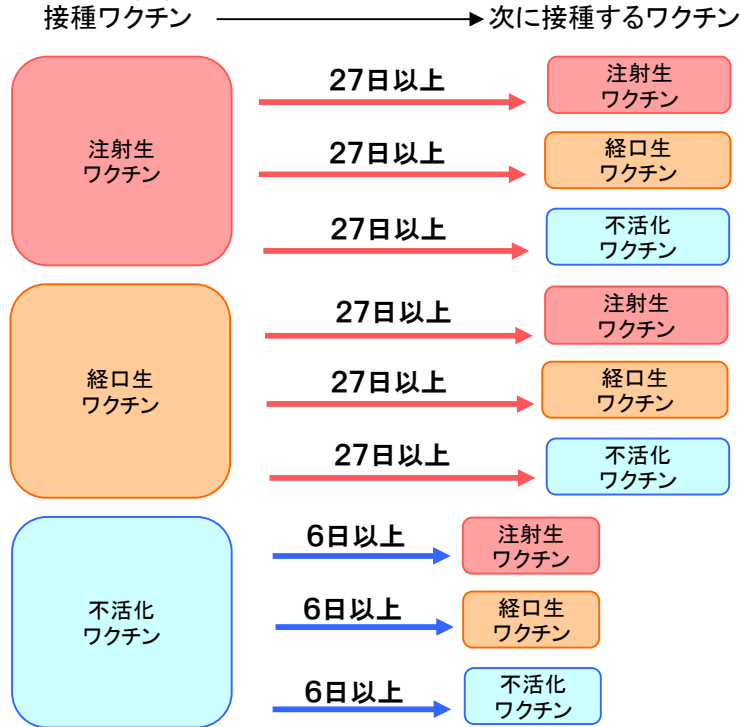 接種ワクチン
次に接種するワクチン
注射生
ワクチン
27日以上
注射生
ワクチン
27日以上
経口生
ワクチン
27日以上
不活化
ワクチン
経口生
ワクチン
27日以上
注射生
ワクチン
27日以上
経口生
ワクチン
27日以上
不活化
ワクチン
不活化
ワクチン
6日以上
注射生
ワクチン
6日以上
経口生
ワクチン
6日以上
不活化
ワクチン